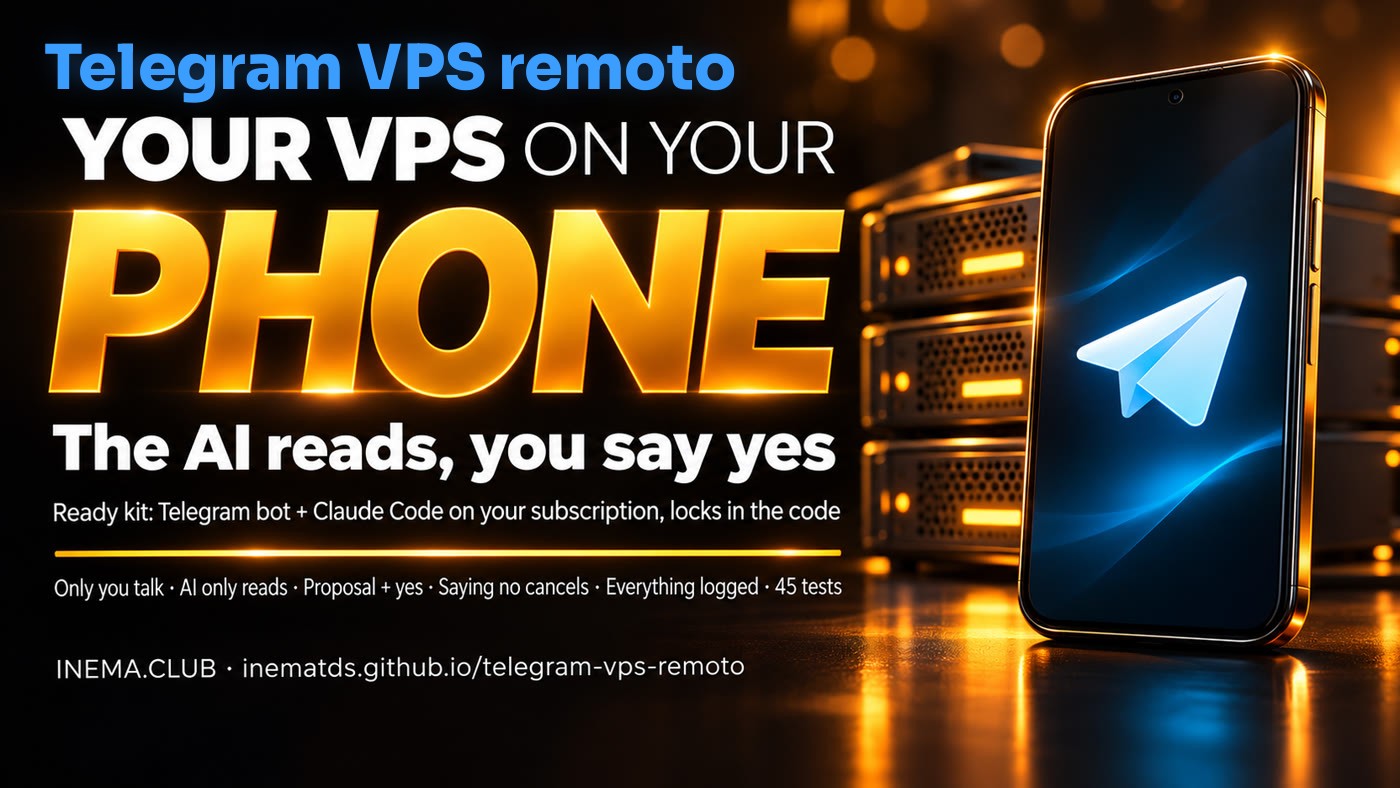 Telegram VPS remoto
YOUR VPS ON YOUR
PHONE
The AI reads, you say yes
Ready kit: Telegram bot + Claude Code on your subscription, locks in the code
Only you talk · AI only reads · Proposal + yes · Saying no cancels · Everything logged · 45 tests
INEMA.CLUB · inematds.github.io/telegram-vps-remoto